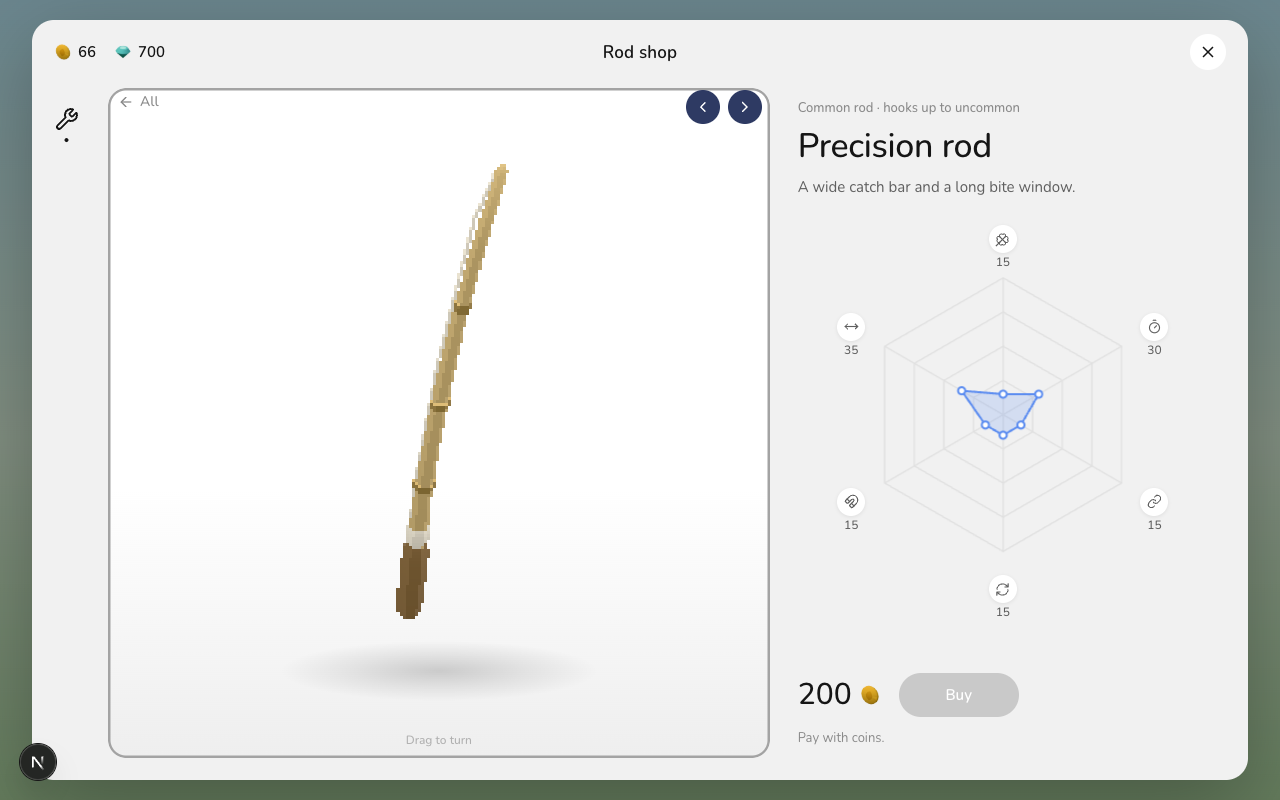 66
700
Rod shop
All
Drag to turn
Common rod · hooks up to uncommon
Precision rod
A wide catch bar and a long bite window.
15
35
30
15
15
15
200
Buy
Pay with coins.
N